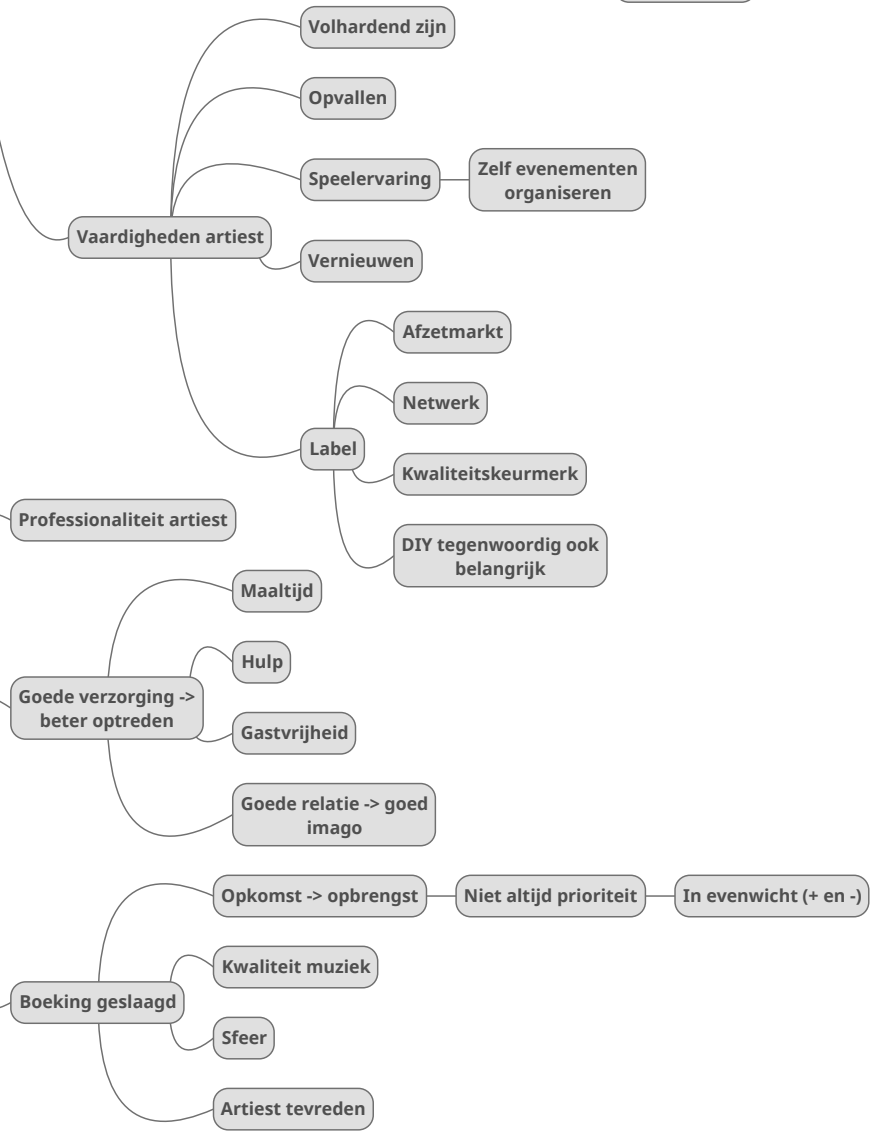 Volhardend zijn
Opvallen
Speelervaring
Zelf evenementen
organiseren
Vaardigheden artiest
Vernieuwen
Afzetmarkt
Netwerk
Label
Kwaliteitskeurmerk
DIY tegenwoordig ook
belangrijk
Professionaliteit artiest
Maaltijd
Hulp
Goede verzorging ->
beter optreden
Gastvrijheid
Goede relatie -> goed
imago
Opkomst -> opbrengst
Niet altijd prioriteit
In evenwicht (+ en -)
Kwaliteit muziek
Boeking geslaagd
Sfeer
Artiest tevreden